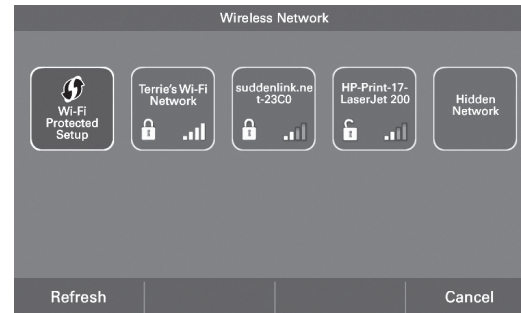 Wireless Network
Wi-Fi
Protected
Setup
Terrie's Wi-Fi
Network
suddenlink.ne
t-23C0
HP-Print-17-
LaserJet 200
Hidden
Network
Refresh
Cancel